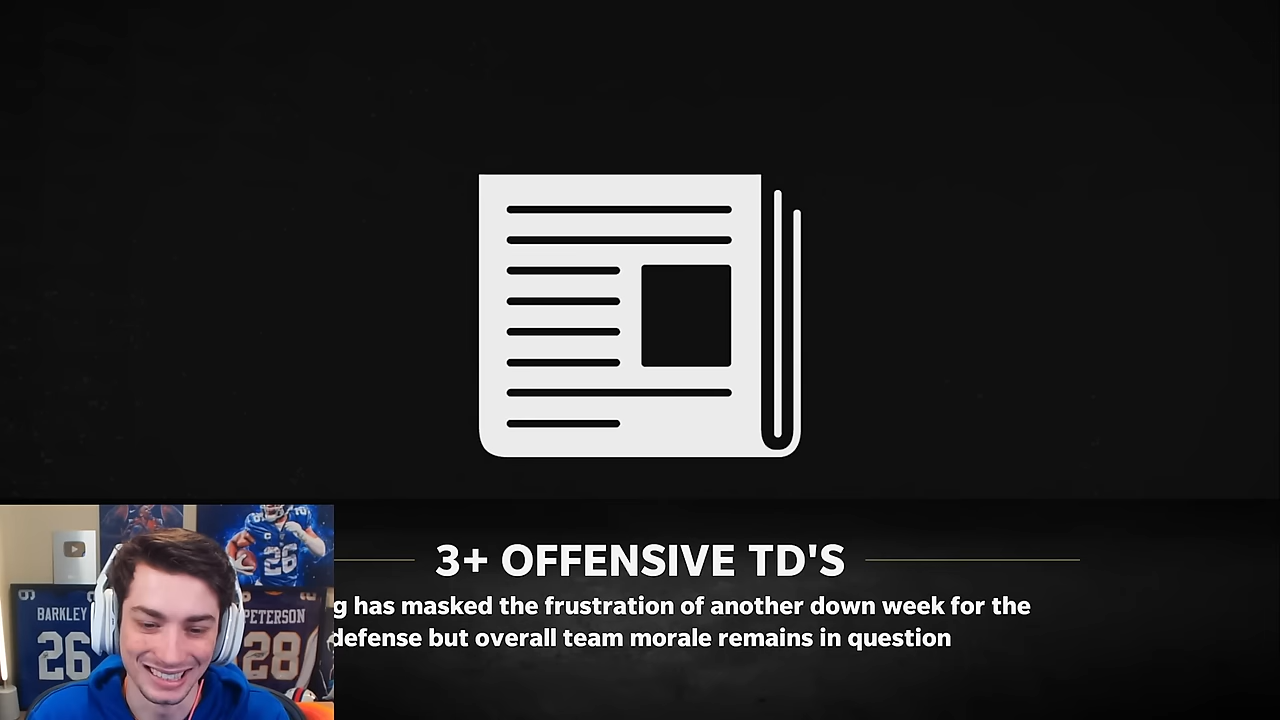 3+ OFFENSIVE TD'S
g has masked the frustration of another down week for the
defense but overall team morale remains in question
BARKLEY
26
26
PETERSON
28